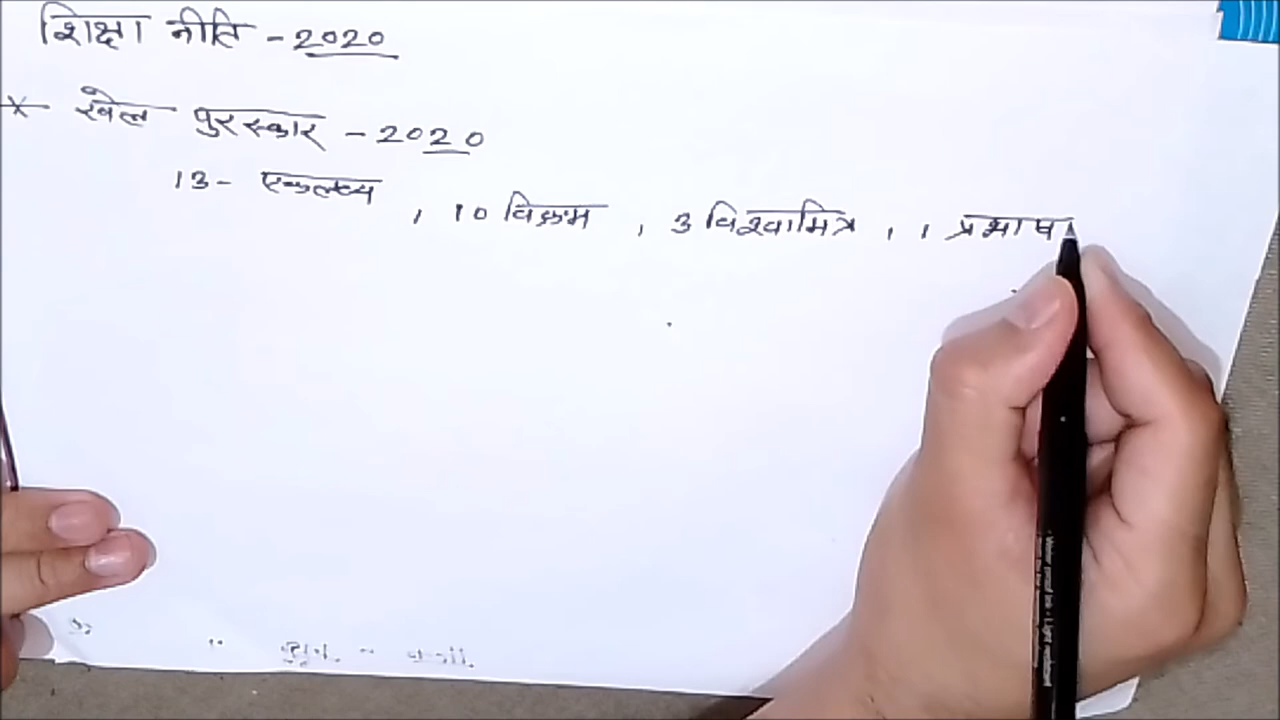 शिक्षा नीति - 2020
* खेल पुरस्कार - 2020
13- एकलव्य , 10 विक्रम , 3 विश्वामित्र , 1 प्रभाष